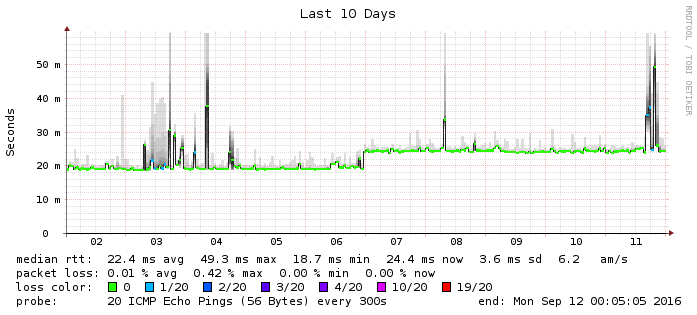 Last 10 Days
RRDTOOL / TOBI OETIKER
Seconds
50 m
40 m
30 m
20 m
10 m
0
02 03 04 05 06 07 08 09 10 11
median rtt: 22.4 ms avg 49.3 ms max 18.7 ms min 24.4 ms now 3.6 ms sd 6.2 am/s
packet loss: 0.01 % avg 0.42 % max 0.00 % min 0.00 % now
loss color: 0 1/20 2/20 3/20 4/20 10/20 19/20
probe: 20 ICMP Echo Pings (56 Bytes) every 300s end: Mon Sep 12 00:05:05 2016